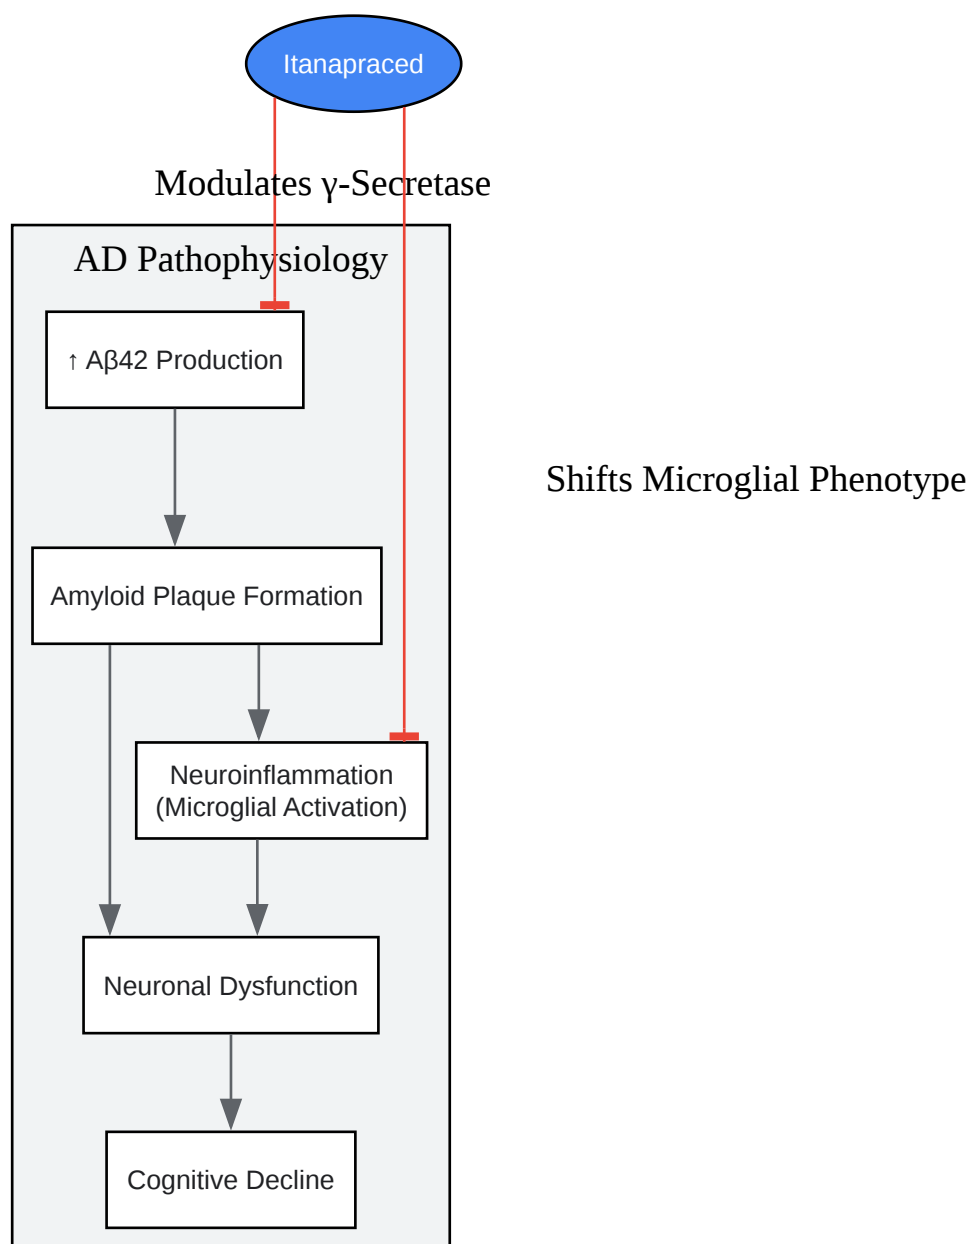 Itanapraced
Modulates γ-Secretase
AD Pathophysiology
↑ Aβ42 Production
Shifts Microglial Phenotype
Amyloid Plaque Formation
Neuroinflammation
(Microglial Activation)
Neuronal Dysfunction
Cognitive Decline